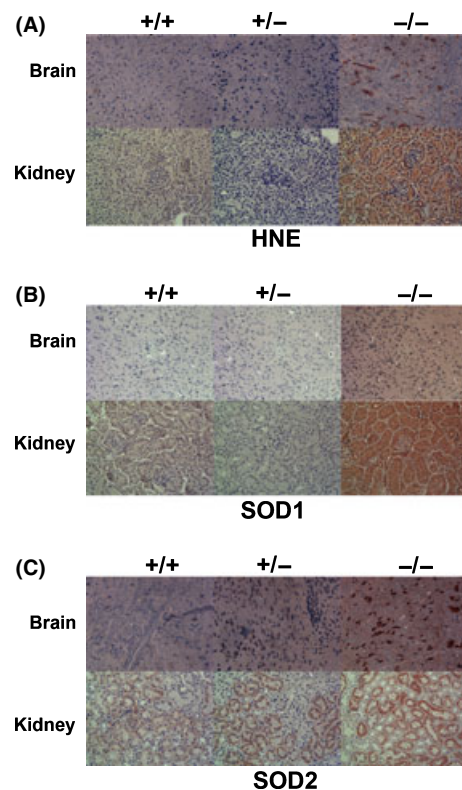 (A)
+/+ +/− −/−
Brain
Kidney
HNE
(B)
+/+ +/− −/−
Brain
Kidney
SOD1
(C)
+/+ +/− −/−
Brain
Kidney
SOD2